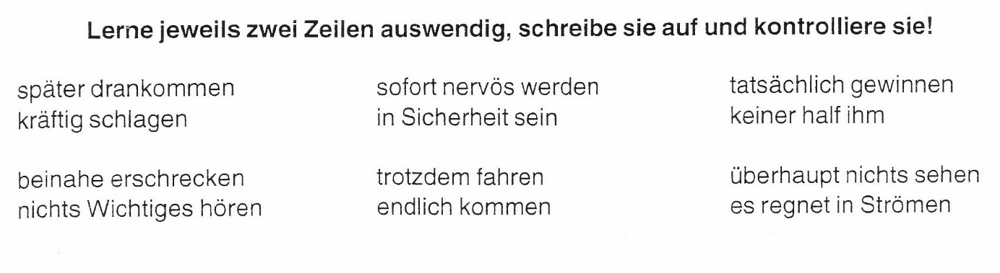 Lerne jeweils zwei Zeilen auswendig, schreibe sie auf und kontrolliere sie!
später drankommen
kräftig schlagen
sofort nervös werden
in Sicherheit sein
tatsächlich gewinnen
keiner half ihm
beinahe erschrecken
nichts Wichtiges hören
trotzdem fahren
endlich kommen
überhaupt nichts sehen
es regnet in Strömen